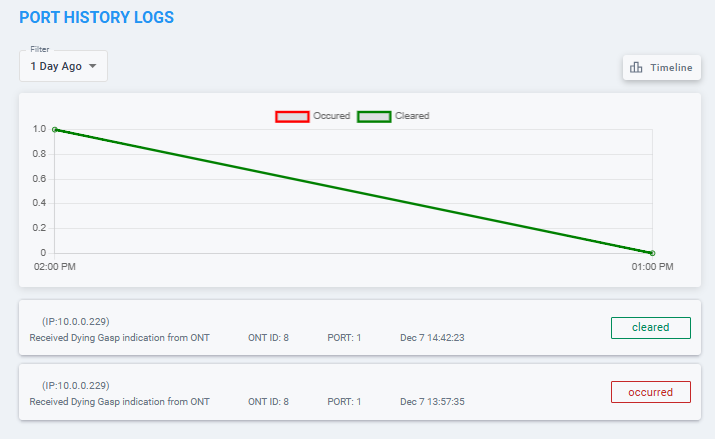 PORT HISTORY LOGS
Filter
1 Day Ago
Timeline
Occured Cleared
1.0
0.8
0.6
0.4
0.2
0
02:00 PM 01:00 PM
(IP:10.0.0.229)
Received Dying Gasp indication from ONT ONT ID: 8 PORT: 1 Dec 7 14:42:23
cleared
(IP:10.0.0.229)
Received Dying Gasp indication from ONT ONT ID: 8 PORT: 1 Dec 7 13:57:35
occurred